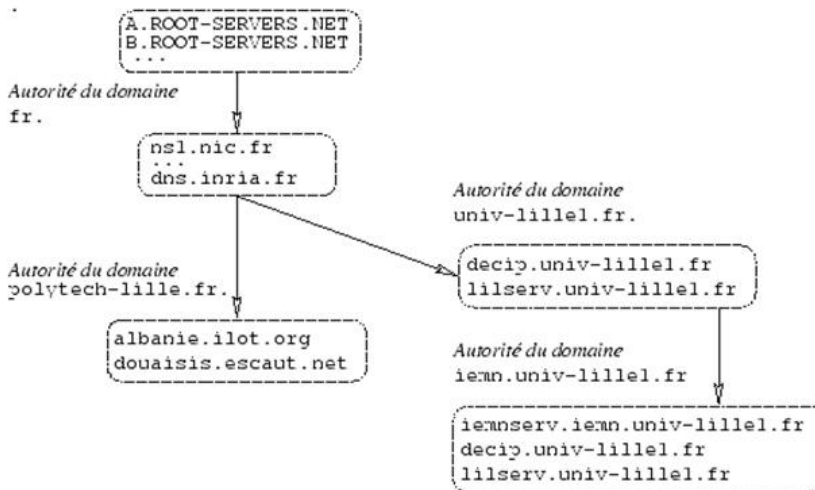 .
A.ROOT-SERVERS.NET
B.ROOT-SERVERS.NET
...
Autorité du domaine
fr.
ns1.nic.fr
...
dns.inria.fr
Autorité du domaine
univ-lille1.fr.
decip.univ-lille1.fr
lilserv.univ-lille1.fr
Autorité du domaine
polytech-lille.fr.
albanie.ilot.org
douaisis.escaut.net
Autorité du domaine
iemn.univ-lille1.fr
iemnserv.iemn.univ-lille1.fr
decip.univ-lille1.fr
lilserv.univ-lille1.fr